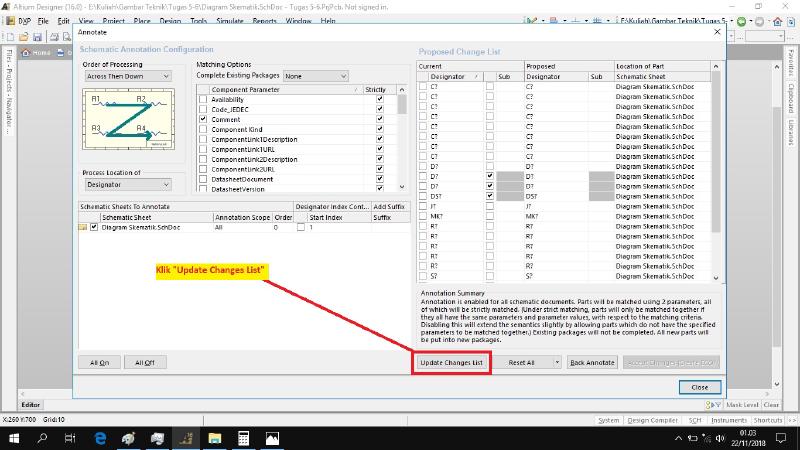 Altium Designer (16.0) - E:\Kuliah\Gambar Teknik\Tugas 5-6\Diagram Skematik.SchDoc - Tugas 5-6.PrjPcb. Not signed in.
DXP File
E:\Kuliah\Gambar Teknik\Tugas 5-
Home
Annotate
Schematic Annotation Configuration
Order of Processing
Across Then Down
R1 R2
R3 R4
Process Location of
Designator
Matching Options
Complete Existing Packages None
Component Parameter Strictly
Availability
Code_JEDEC
Comment
Component Kind
ComponentLink1Description
ComponentLink1URL
ComponentLink2Description
ComponentLink2URL
DatasheetDocument
DatasheetVersion
Schematic Sheets To Annotate Designator Index Cont... Add Suffix
Schematic Sheet Annotation Scope Order Start Index Suffix
Diagram Skematik.SchDoc All 0 1
Klik "Update Changes List"
All On All Off
Proposed Change List
Current Proposed Location of Part
Designator / Sub Designator Sub Schematic Sheet
C? C? Diagram Skematik.SchDoc
C? C? Diagram Skematik.SchDoc
C? C? Diagram Skematik.SchDoc
C? C? Diagram Skematik.SchDoc
C? C? Diagram Skematik.SchDoc
C? C? Diagram Skematik.SchDoc
C? C? Diagram Skematik.SchDoc
C? C? Diagram Skematik.SchDoc
D? D? Diagram Skematik.SchDoc
D? D? Diagram Skematik.SchDoc
D? D? Diagram Skematik.SchDoc
DS? DS? Diagram Skematik.SchDoc
J? J? Diagram Skematik.SchDoc
MK? MK? Diagram Skematik.SchDoc
R? R? Diagram Skematik.SchDoc
R? R? Diagram Skematik.SchDoc
R? R? Diagram Skematik.SchDoc
R? R? Diagram Skematik.SchDoc
R? R? Diagram Skematik.SchDoc
S? S? Diagram Skematik.SchDoc
Annotation Summary
Annotation is enabled for all schematic documents. Parts will be matched using 2 parameters, all
of which will be strictly matched. (Under strict matching, parts will only be matched together if
they all have the same parameters and parameter values, with respect to the matching criteria.
Disabling this will extend the semantics slightly by allowing parts which do not have the specified
parameters to be matched together.) Existing packages will not be completed. All new parts will
be put into new packages.
Update Changes List Reset All Back Annotate
Close
Files - Projects - Navigator
Favorites
Clipboard
Libraries
Editor
Mask Level Clear
X:260 Y:700 Grid:10
System Design Compiler SCH Instruments Shortcuts >>
01.03
22/11/2018